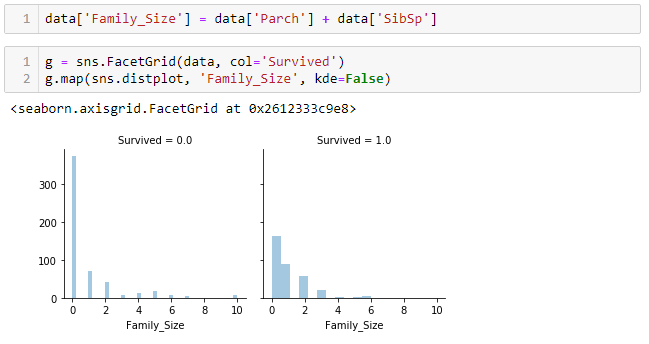 1 data['Family_Size'] = data['Parch'] + data['SibSp']
1 g = sns.FacetGrid(data, col='Survived')
2 g.map(sns.distplot, 'Family_Size', kde=False)
<seaborn.axisgrid.FacetGrid at 0x2612333c9e8>
Survived = 0.0 Survived = 1.0
300
200
100
0
0 2 4 6 8 10 0 2 4 6 8 10
Family_Size Family_Size